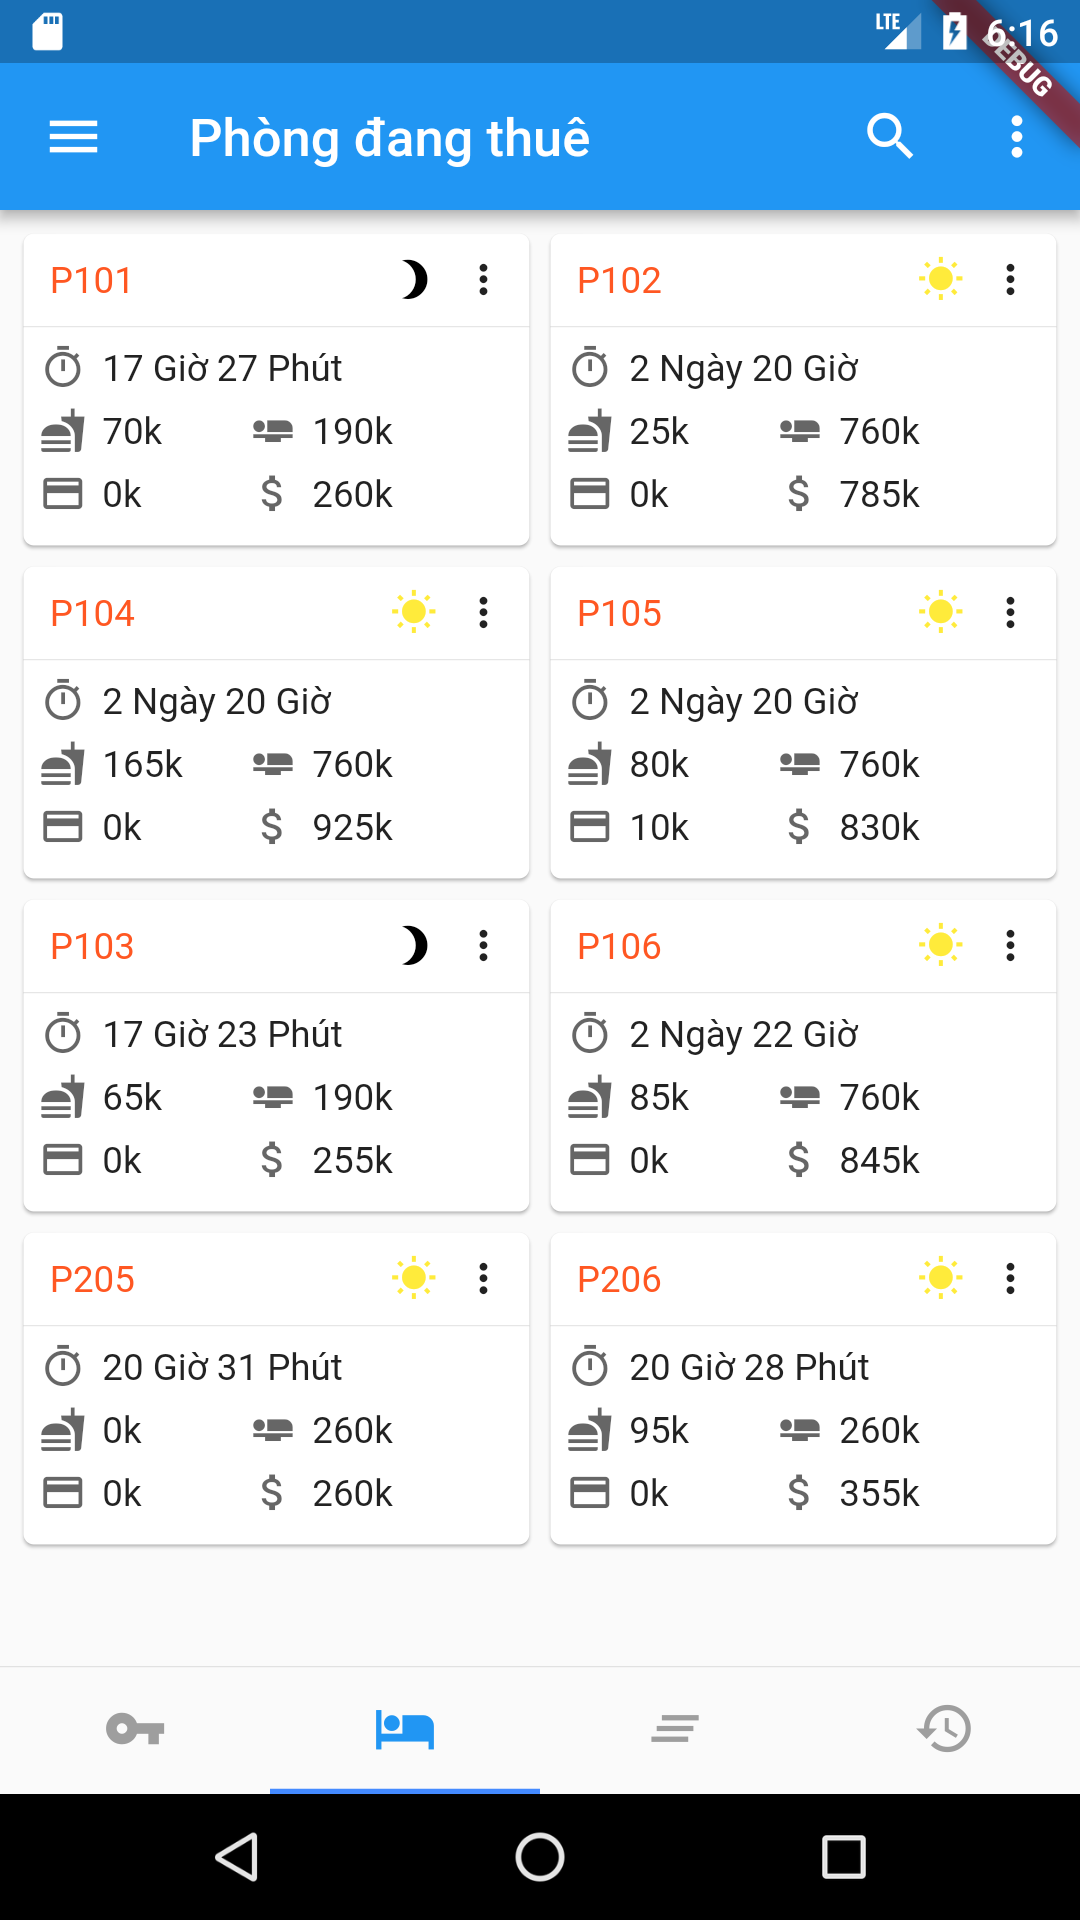 LTE 6:16
DEBUG
Phòng đang thuê
P101
17 Giờ 27 Phút
70k 190k
0k $ 260k
P102
2 Ngày 20 Giờ
25k 760k
0k $ 785k
P104
2 Ngày 20 Giờ
165k 760k
0k $ 925k
P105
2 Ngày 20 Giờ
80k 760k
10k $ 830k
P103
17 Giờ 23 Phút
65k 190k
0k $ 255k
P106
2 Ngày 22 Giờ
85k 760k
0k $ 845k
P205
20 Giờ 31 Phút
0k 260k
0k $ 260k
P206
20 Giờ 28 Phút
95k 260k
0k $ 355k